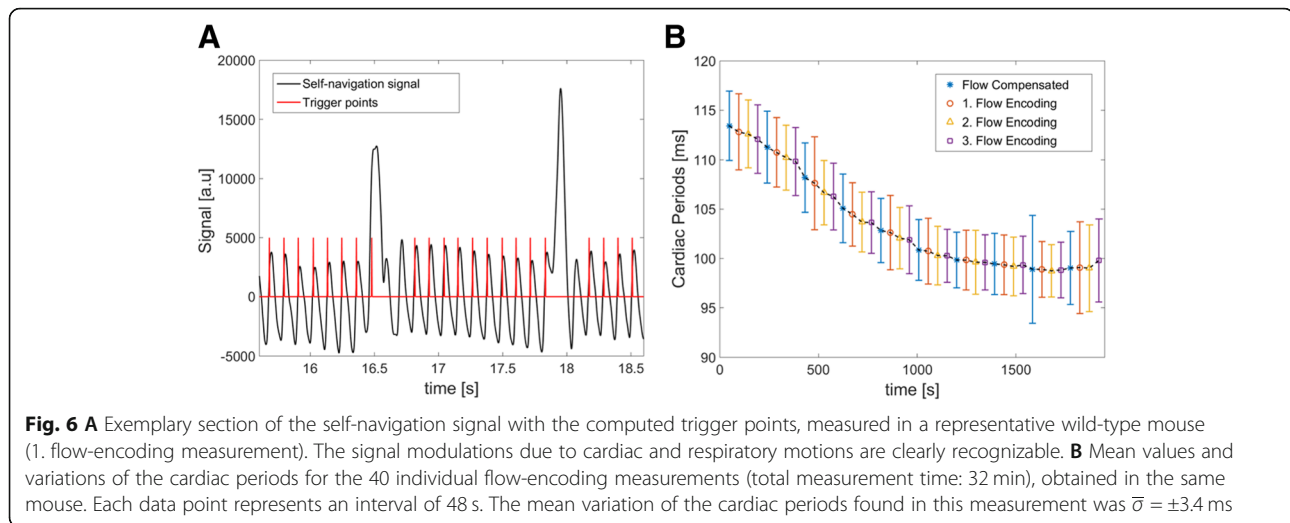 A
Signal [a.u]
20000
15000
10000
5000
0
-5000
Self-navigation signal
Trigger points
16
16.5
17
17.5
18
18.5
time [s]
B
Cardiac Periods [ms]
120
115
110
105
100
95
90
Flow Compensated
1. Flow Encoding
2. Flow Encoding
3. Flow Encoding
0
500
1000
1500
time [s]
Fig. 6 A Exemplary section of the self-navigation signal with the computed trigger points, measured in a representative wild-type mouse
(1. flow-encoding measurement). The signal modulations due to cardiac and respiratory motions are clearly recognizable. B Mean values and
variations of the cardiac periods for the 40 individual flow-encoding measurements (total measurement time: 32 min), obtained in the same
mouse. Each data point represents an interval of 48 s. The mean variation of the cardiac periods found in this measurement was σ̅ = ±3.4 ms